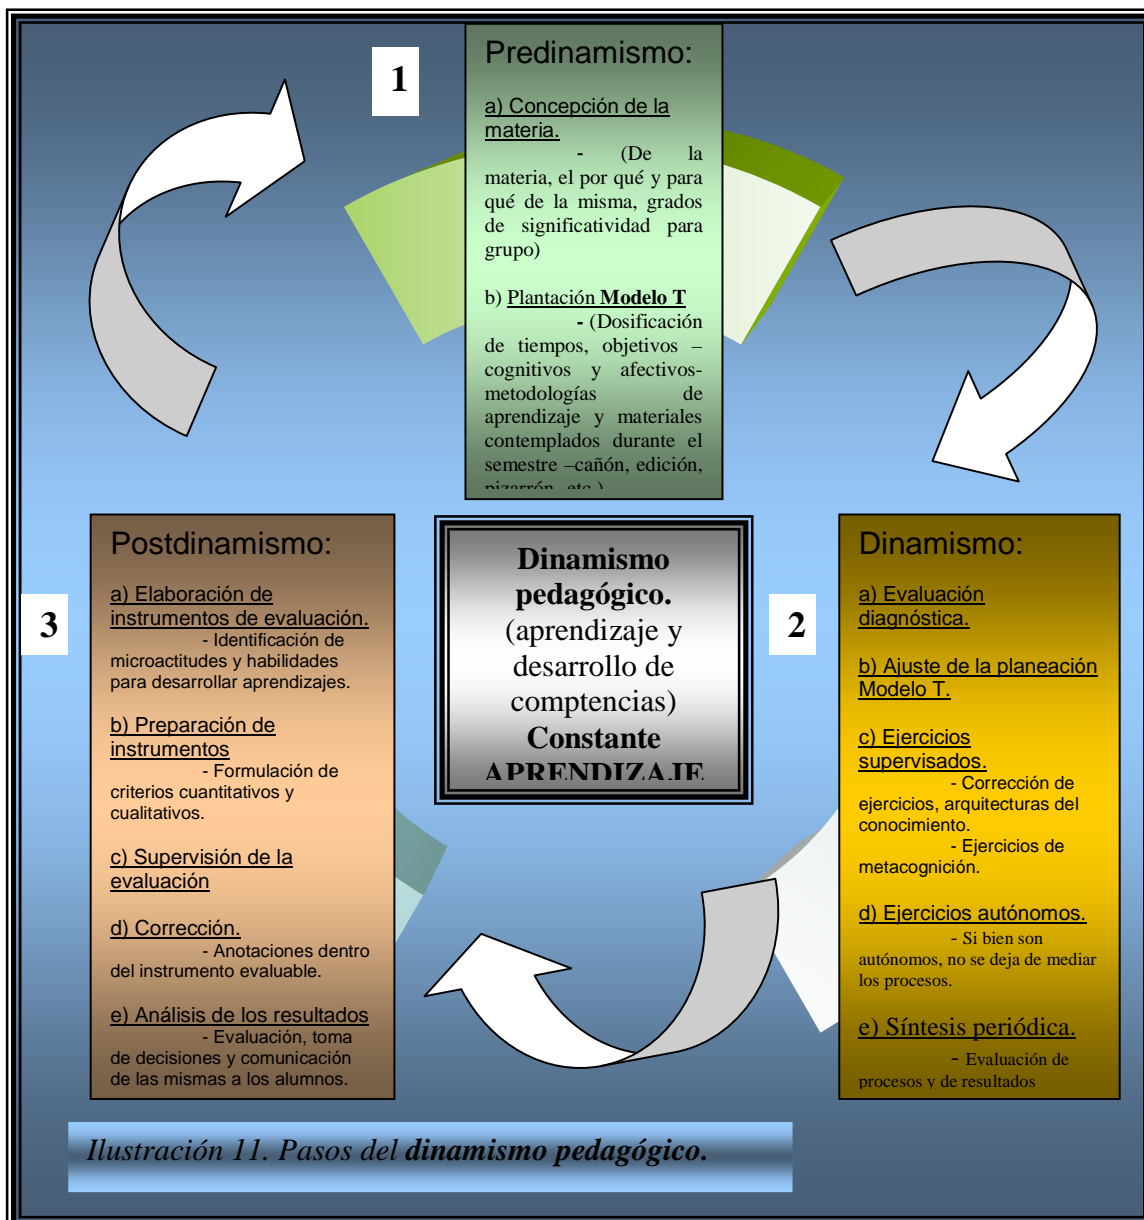 1
Predinamismo:
a) Concepción de la
materia.
- (De la
materia, el por qué y para
qué de la misma, grados
de significatividad para
grupo)
b) Plantación Modelo T
- (Dosificación
de tiempos, objetivos –
cognitivos y afectivos-
metodologías de
aprendizaje y materiales
contemplados durante el
semestre –cañón, edición,
pizarrón, etc.)
2
Dinamismo:
a) Evaluación
diagnóstica.
b) Ajuste de la planeación
Modelo T.
c) Ejercicios
supervisados.
- Corrección de
ejercicios, arquitecturas del
conocimiento.
- Ejercicios de
metacognición.
d) Ejercicios autónomos.
- Si bien son
autónomos, no se deja de mediar
los procesos.
e) Síntesis periódica.
- Evaluación de
procesos y de resultados
3
Postdinamismo:
a) Elaboración de
instrumentos de evaluación.
- Identificación de
microactitudes y habilidades
para desarrollar aprendizajes.
b) Preparación de
instrumentos
- Formulación de
criterios cuantitativos y
cualitativos.
c) Supervisión de la
evaluación
d) Corrección.
- Anotaciones dentro
del instrumento evaluable.
e) Análisis de los resultados
- Evaluación, toma
de decisiones y comunicación
de las mismas a los alumnos.
Dinamismo
pedagógico.
(aprendizaje y
desarrollo de
comptencias)
Constante
APRENDIZAJE
Ilustración 11. Pasos del dinamismo pedagógico.